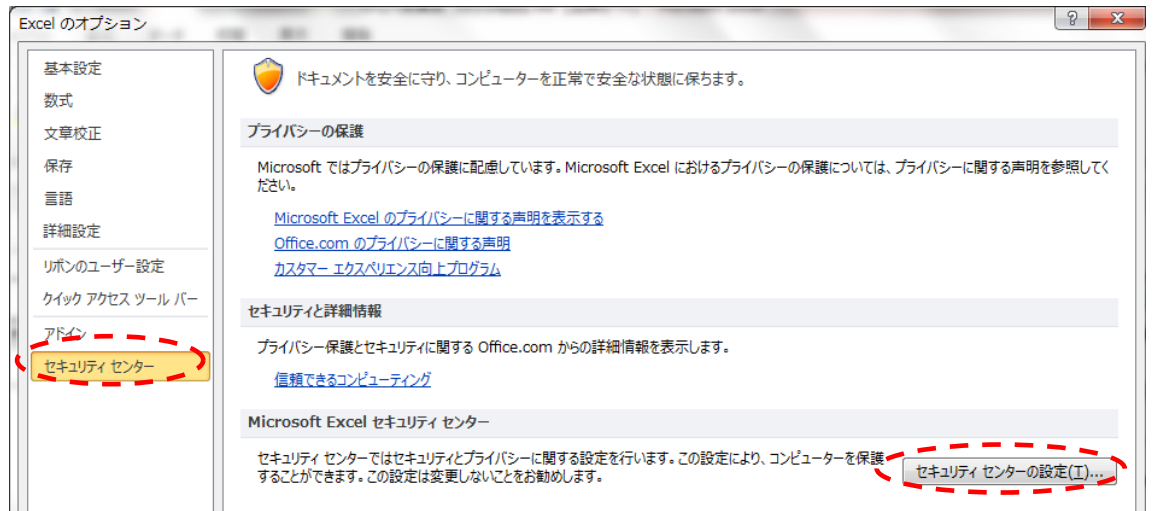 Excel のオプション
基本設定
数式
文章校正
保存
言語
詳細設定
リボンのユーザー設定
クイック アクセス ツール バー
アドイン
セキュリティ センター
ドキュメントを安全に守り、コンピューターを正常で安全な状態に保ちます。
プライバシーの保護
Microsoft ではプライバシーの保護に配慮しています。Microsoft Excel におけるプライバシーの保護については、プライバシーに関する声明を参照してく
ださい。
Microsoft Excel のプライバシーに関する声明を表示する
Office.com のプライバシーに関する声明
カスタマー エクスペリエンス向上プログラム
セキュリティと詳細情報
プライバシー保護とセキュリティに関する Office.com からの詳細情報を表示します。
信頼できるコンピューティング
Microsoft Excel セキュリティ センター
セキュリティ センターではセキュリティとプライバシーに関する設定を行います。この設定により、コンピューターを保護
することができます。この設定は変更しないことをお勧めします。
セキュリティ センターの設定(T)...